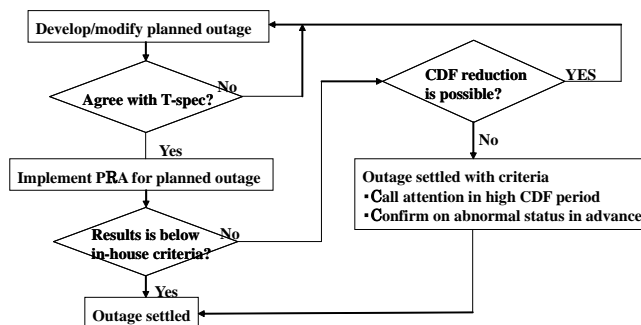 Develop/modify planned outage
Agree with T-spec?
No
Yes
Implement PRA for planned outage
Results is below
in-house criteria?
No
Yes
Outage settled
CDF reduction
is possible?
YES
No
Outage settled with criteria
・Call attention in high CDF period
・Confirm on abnormal status in advance